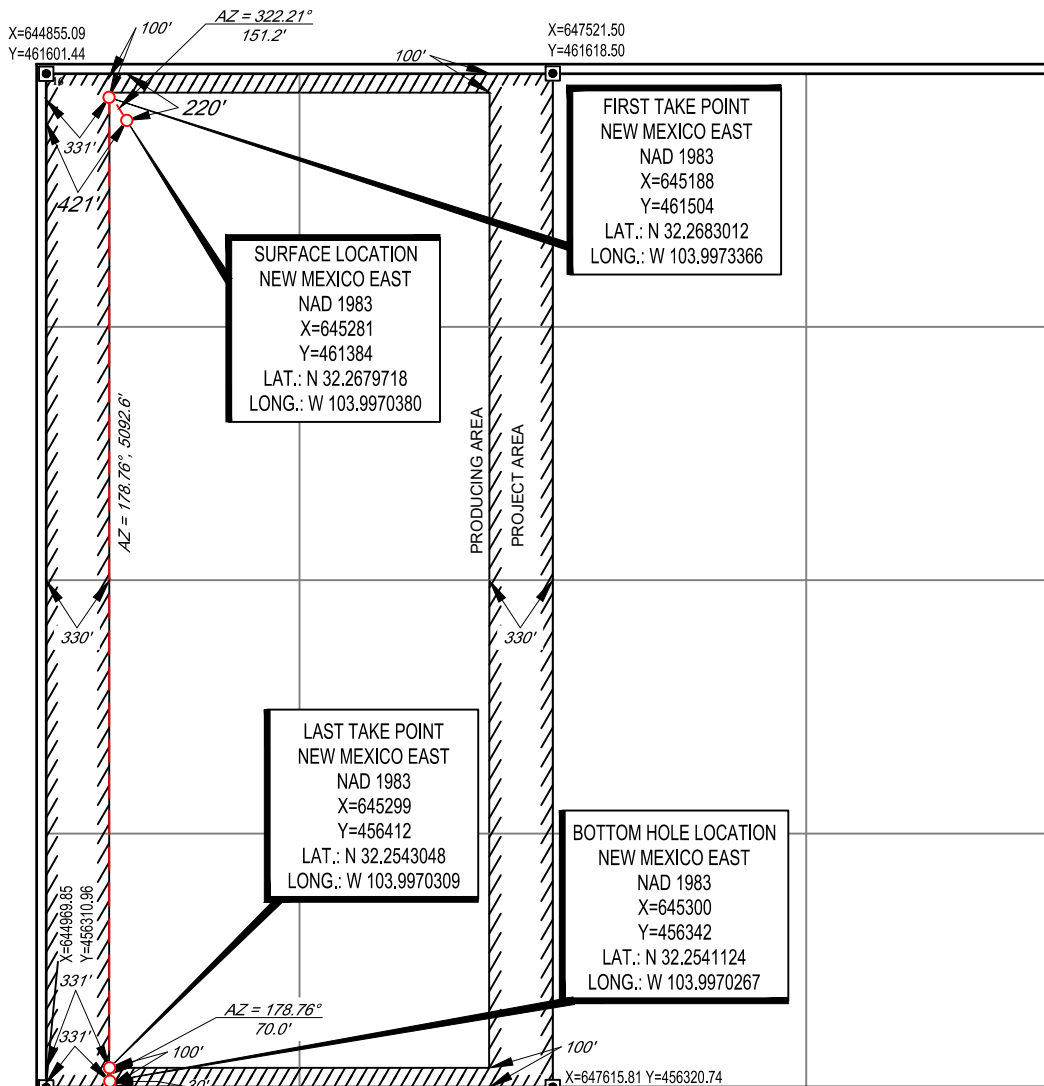 AZ = 322.21°
151.2'
X=644855.09
Y=461601.44
100'
X=647521.50
Y=461618.50
100'
220'
331'
421'
FIRST TAKE POINT
NEW MEXICO EAST
NAD 1983
X=645188
Y=461504
LAT.: N 32.2683012
LONG.: W 103.9973366
SURFACE LOCATION
NEW MEXICO EAST
NAD 1983
X=645281
Y=461384
LAT.: N 32.2679718
LONG.: W 103.9970380
AZ = 178.76°, 5092.6'
PRODUCING AREA
PROJECT AREA
330'
330'
LAST TAKE POINT
NEW MEXICO EAST
NAD 1983
X=645299
Y=456412
LAT.: N 32.2543048
LONG.: W 103.9970309
BOTTOM HOLE LOCATION
NEW MEXICO EAST
NAD 1983
X=645300
Y=456342
LAT.: N 32.2541124
LONG.: W 103.9970267
X=644969.85
Y=456310.96
331'
AZ = 178.76°
70.0'
331'
100'
100'
X=647615.81 Y=456320.74